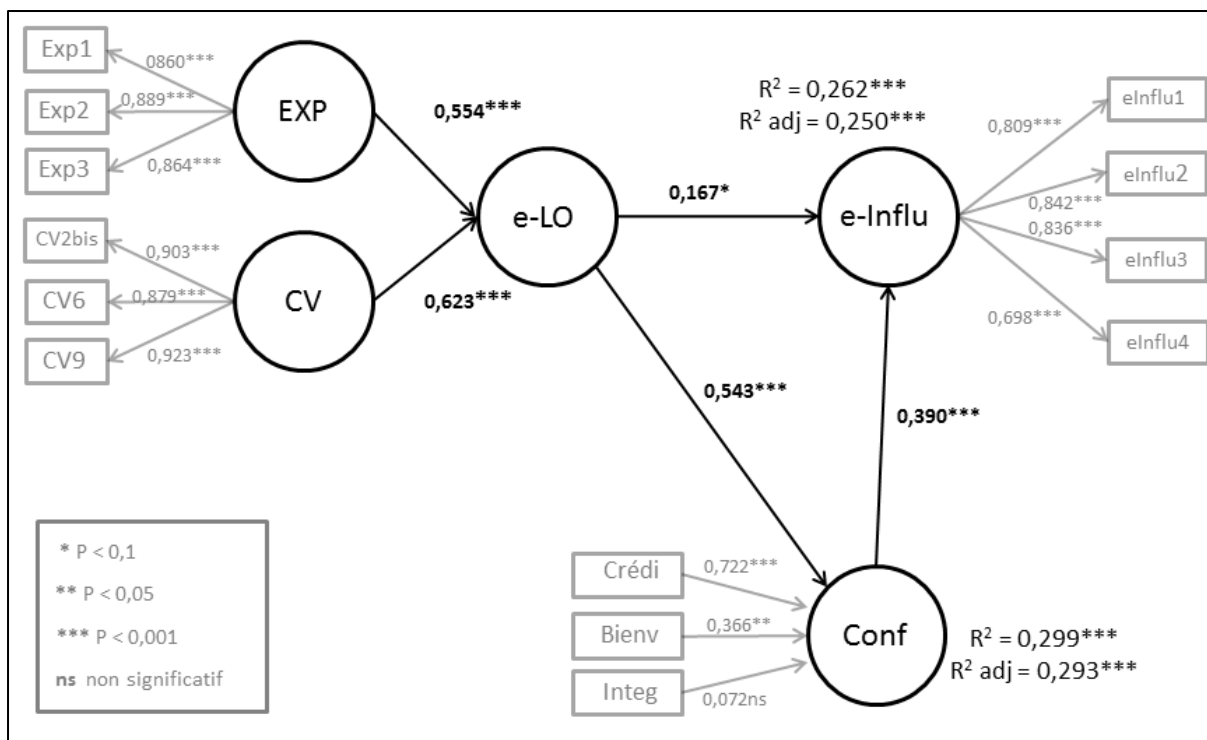 Exp1
Exp2
Exp3
0860***
0,889***
0,864***
EXP
0,554***
CV2bis
CV6
CV9
0,903***
0,879***
0,923***
CV
0,623***
e-LO
0,167*
R² = 0,262***
R² adj = 0,250***
e-Influ
0,809***
0,842***
0,836***
0,698***
eInflu1
eInflu2
eInflu3
eInflu4
0,543***
0,390***
Crédi
Bienv
Integ
0,722***
0,366**
0,072ns
Conf
R² = 0,299***
R² adj = 0,293***
* P < 0,1
** P < 0,05
*** P < 0,001
ns non significatif